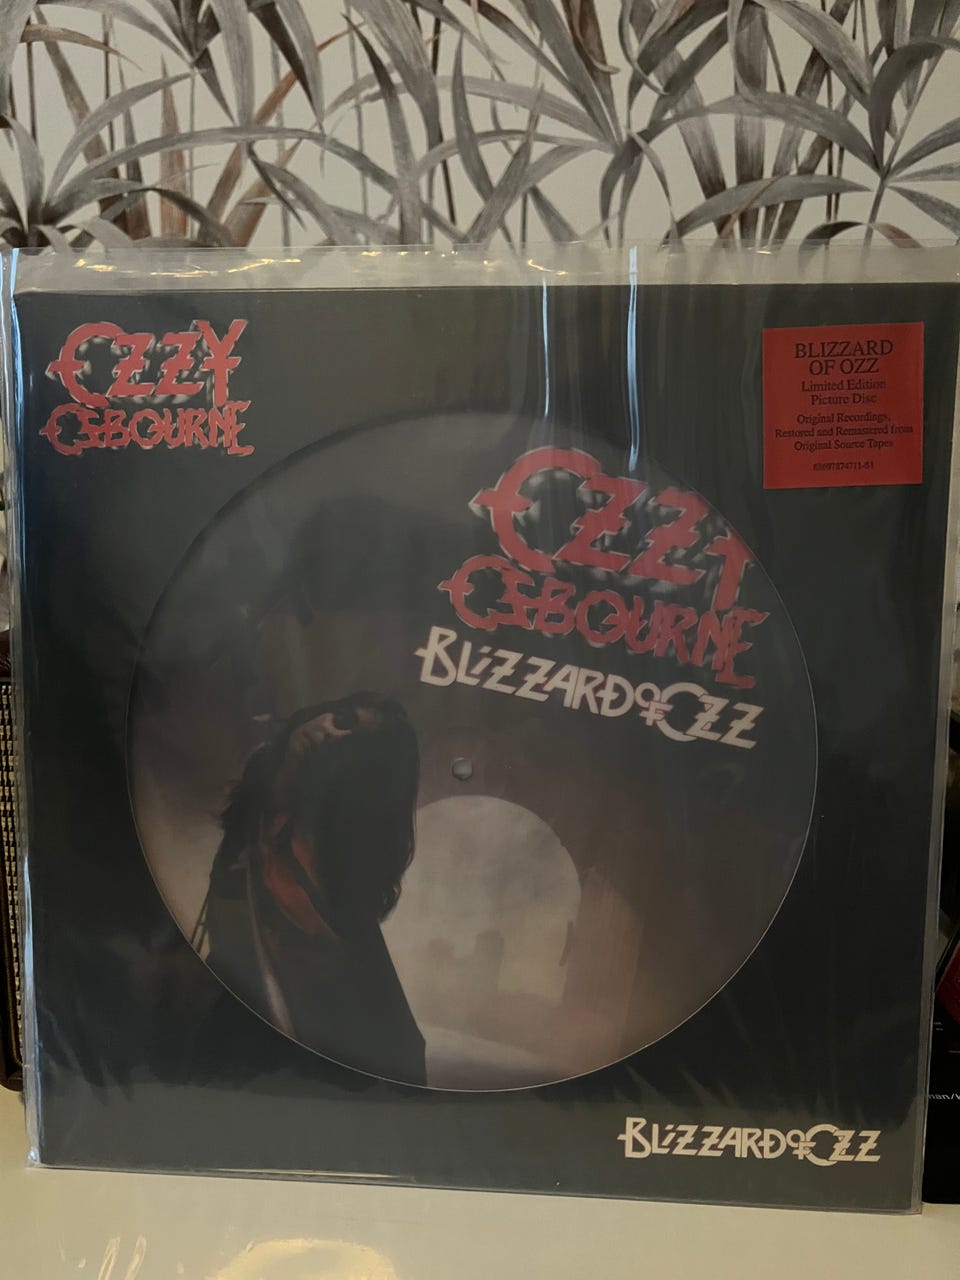 OZZY
OSBOURNE
BLIZZARD
OF OZZ
Limited Edition
Picture Disc
Original Recordings,
Restored and Remastered from
Original Source Tapes
OZZY
OSBOURNE
BLiZZARD OF OZZ
BLiZZARD OF OZZ